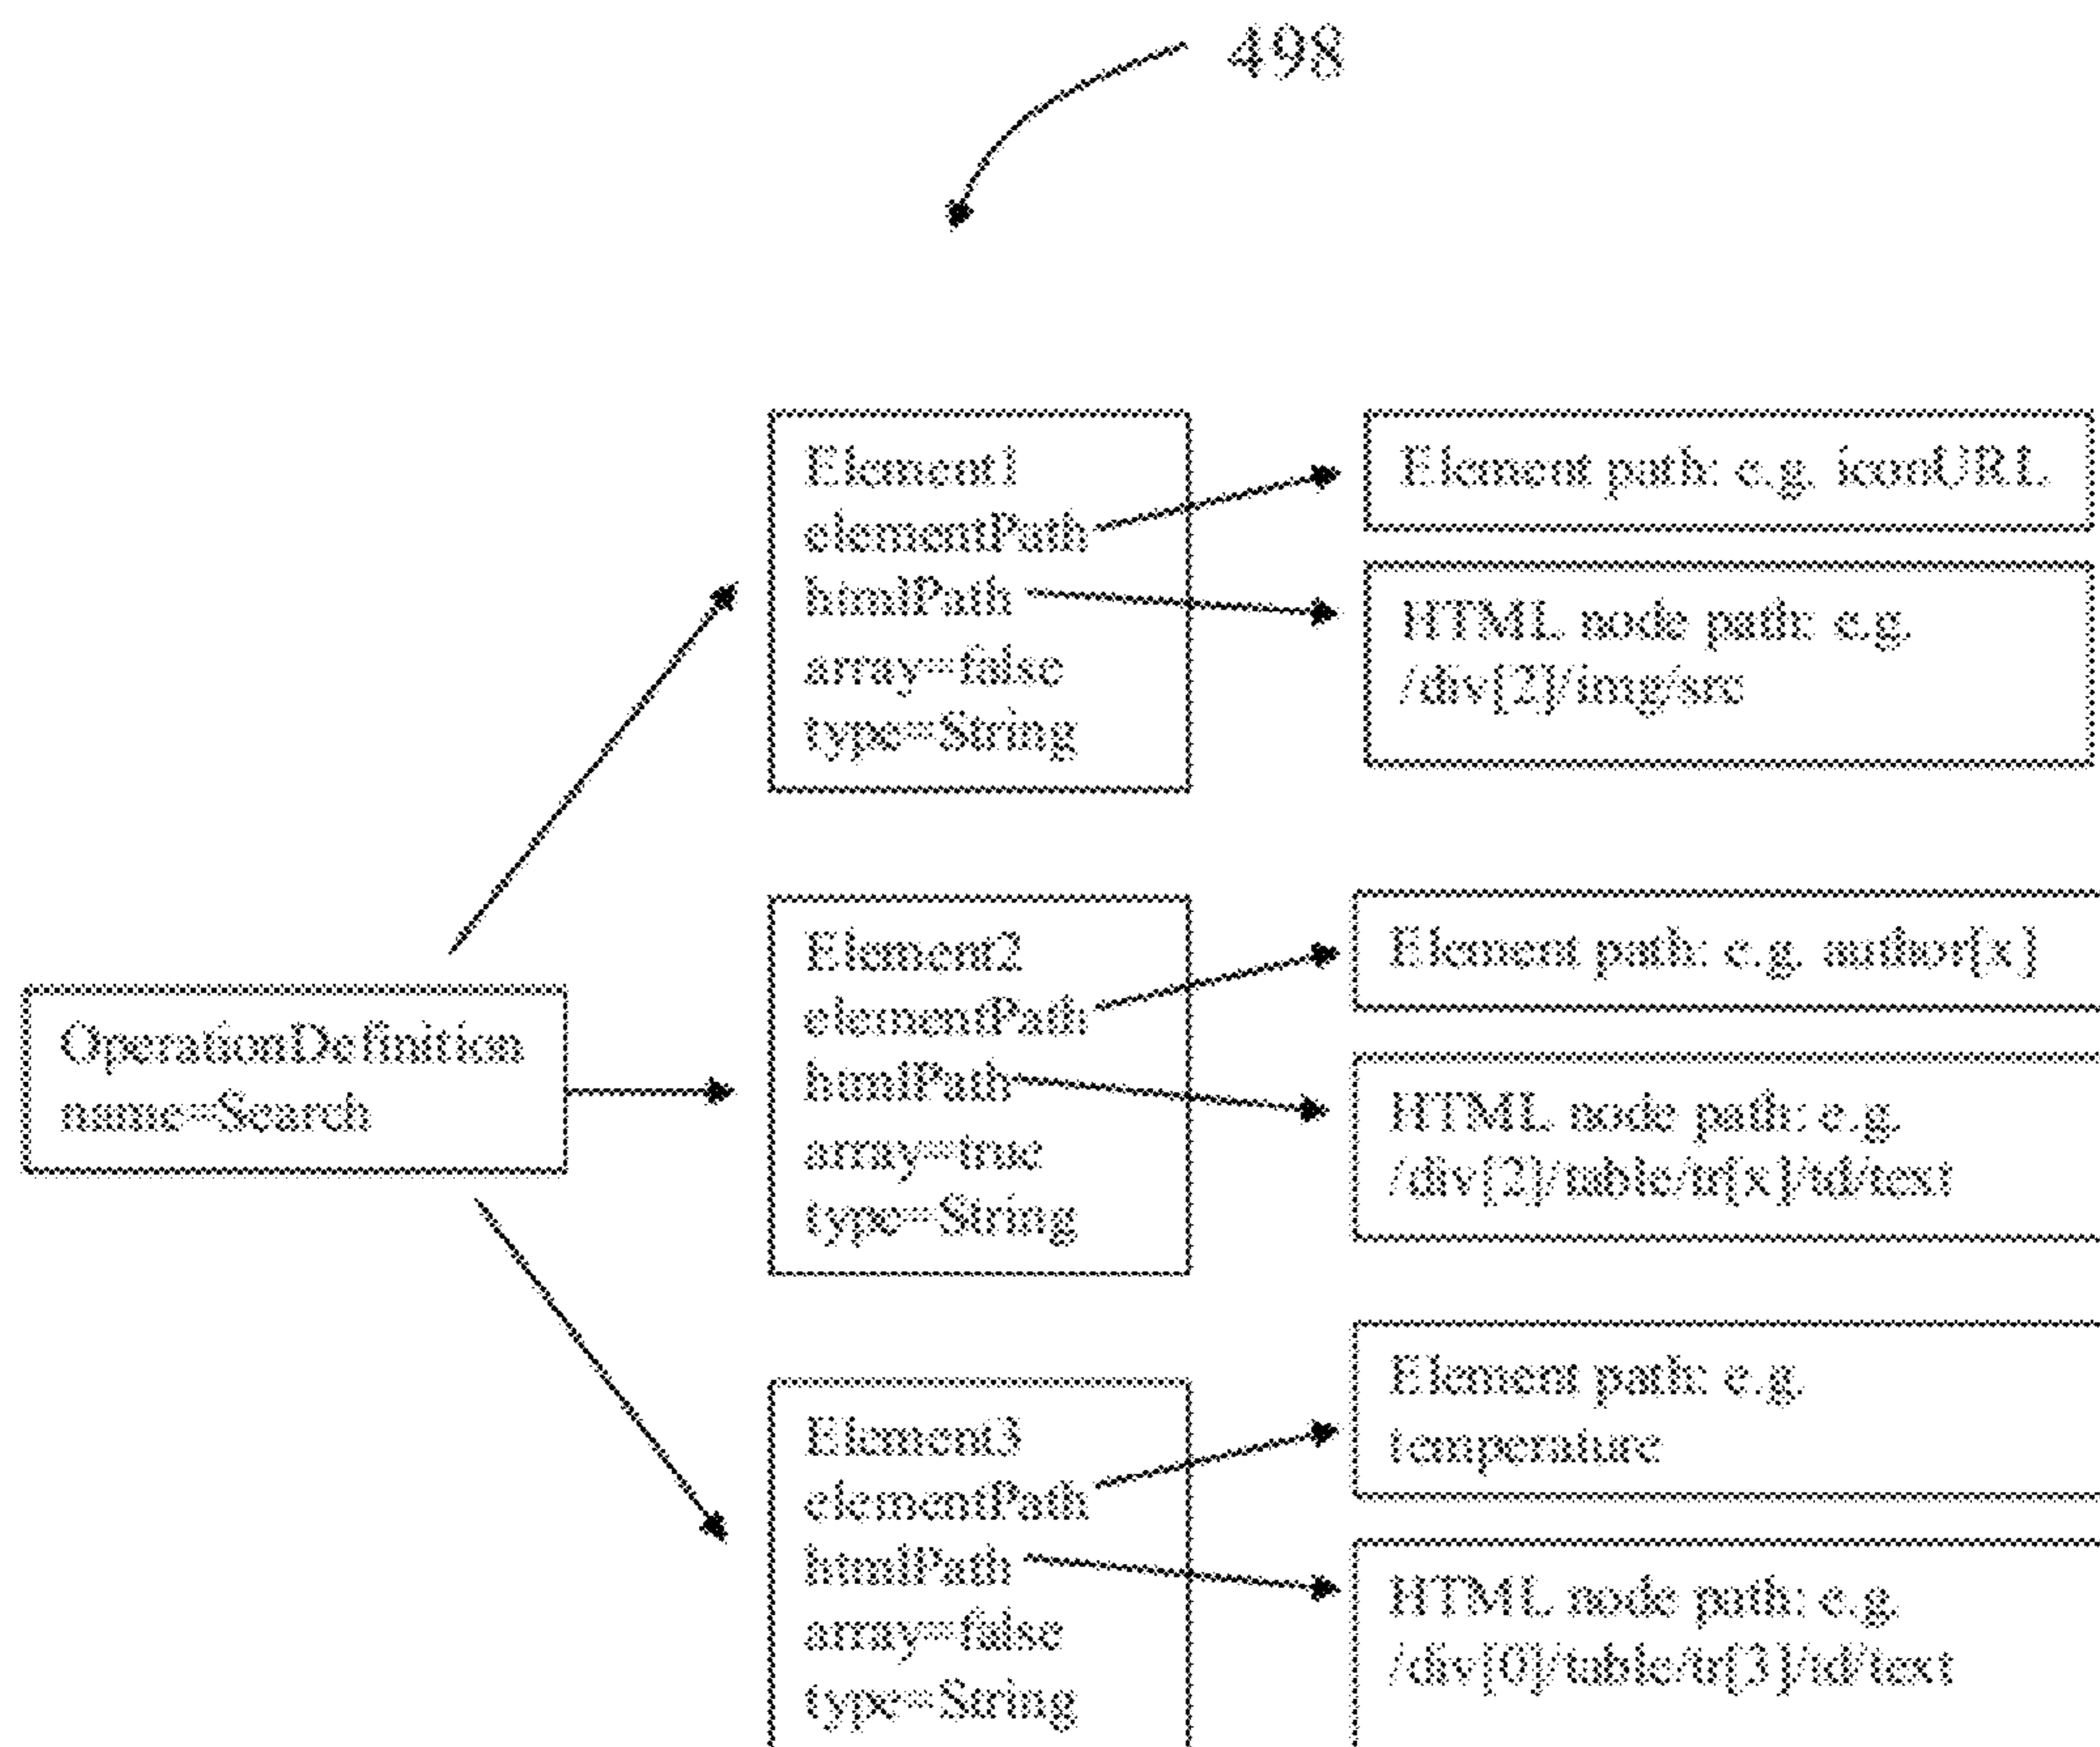 498
Element1
elementPath
htmlPath
array=false
type=String
Element path: e.g. iconURL
HTML node path: e.g.
/div[2]/img/src
OperationDefinition
name=Search
Element2
elementPath
htmlPath
array=true
type=String
Element path: e.g. author[x]
HTML node path: e.g.
/div[2]/table/tr[x]/td/text
Element3
elementPath
htmlPath
array=false
type=String
Element path: e.g.
temperature
HTML node path: e.g.
/div[0]/table/tr[3]/td/text